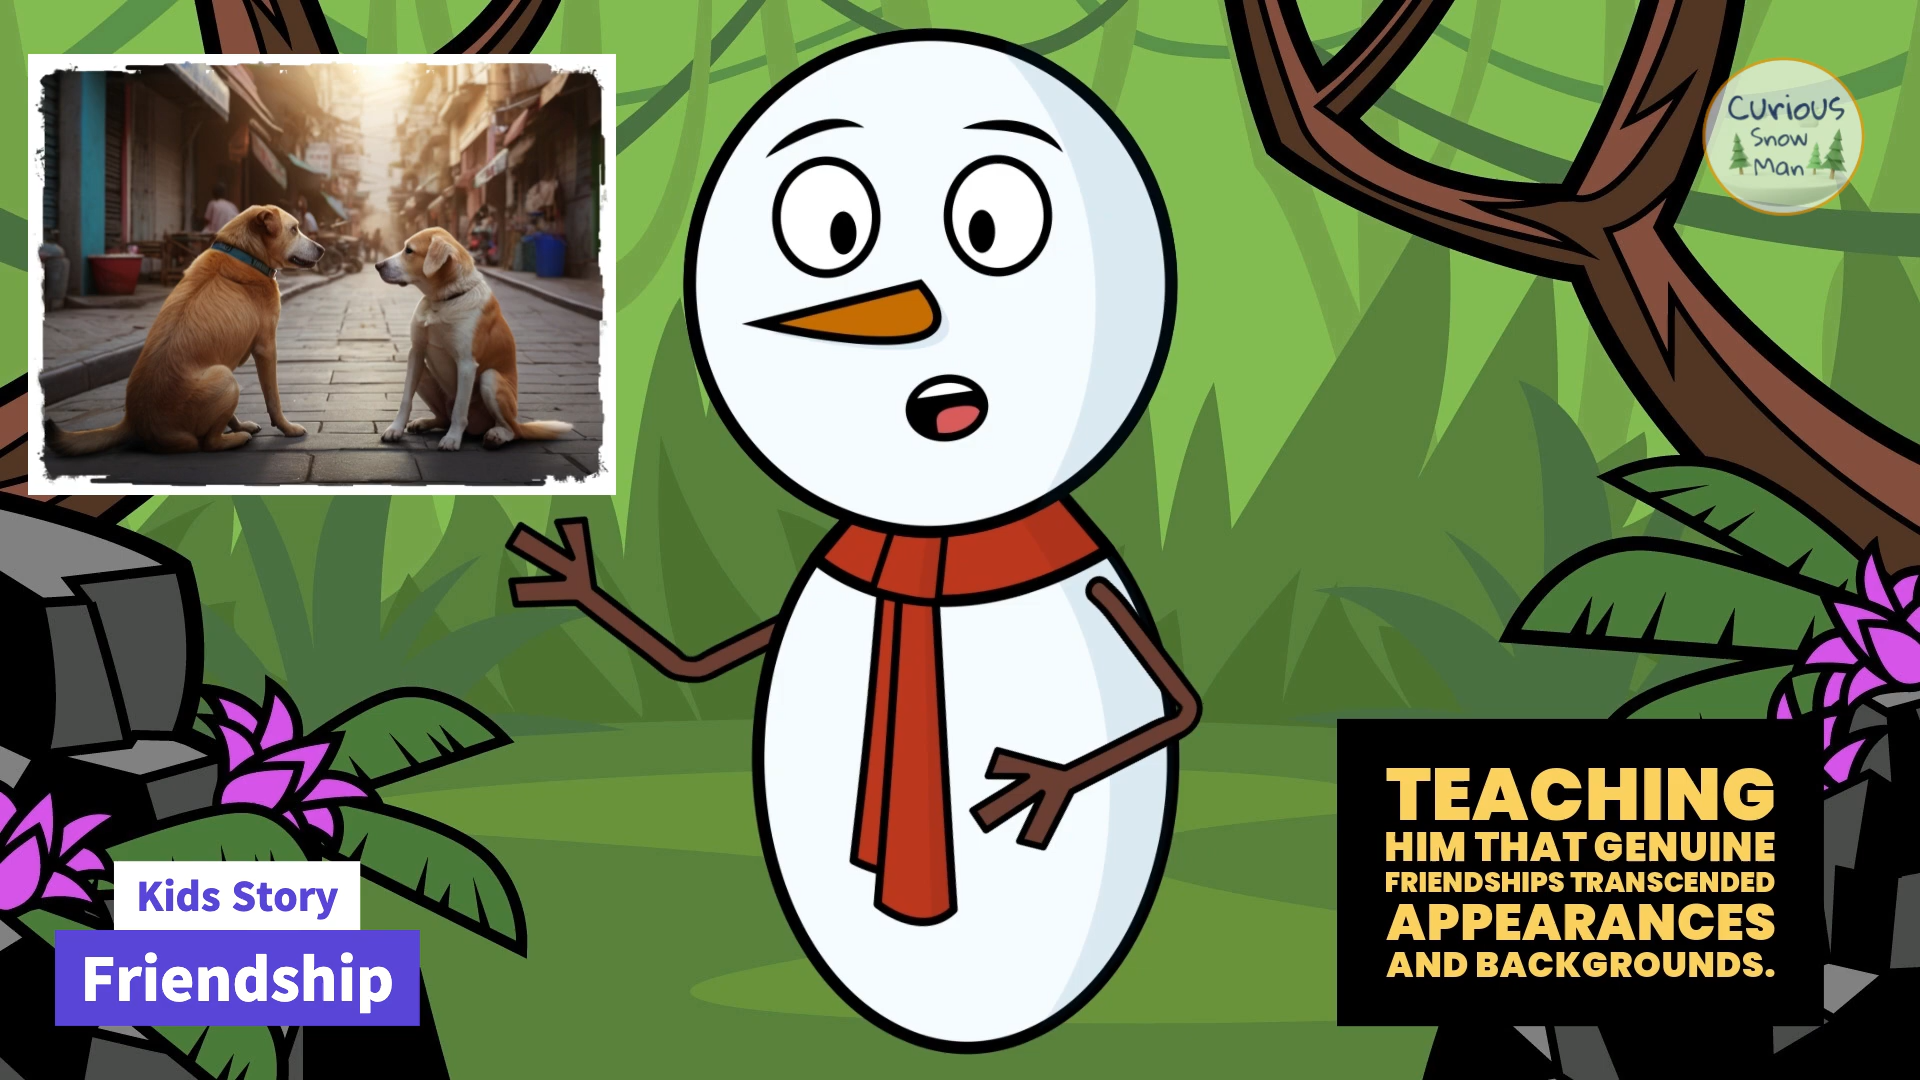 Curious
Snow
Man
Kids Story
Friendship
TEACHING
HIM THAT GENUINE
FRIENDSHIPS TRANSCENDED
APPEARANCES
AND BACKGROUNDS.